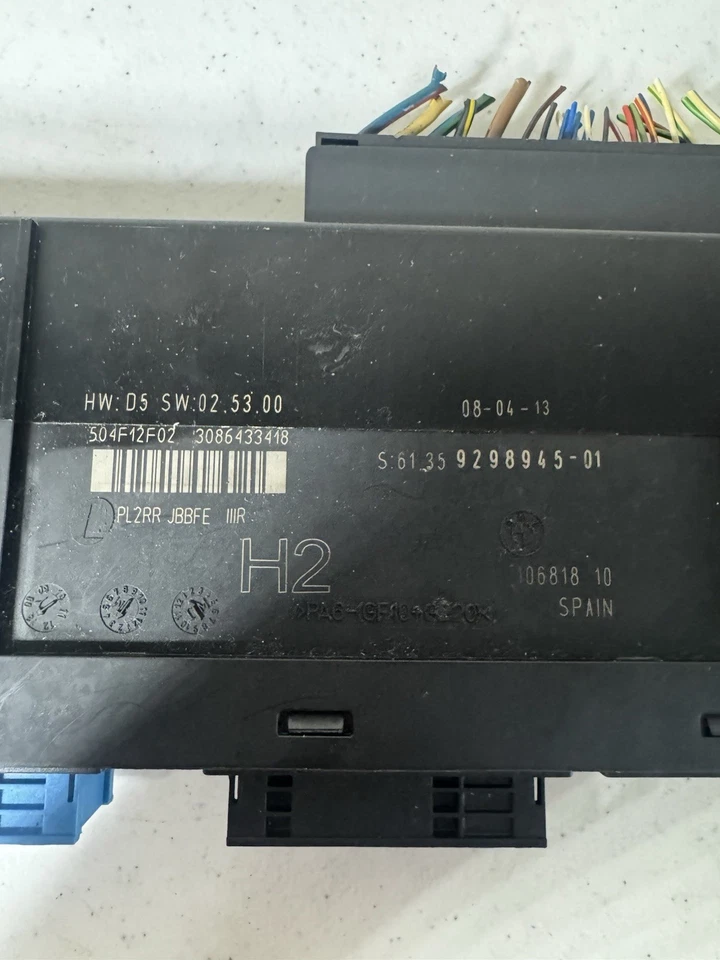 HW: D5 SW:02.53.00
08-04-13
504F12F02 3086433418
S:61.35 9298945-01
PL2RR JBBFE IIIR
H2
06818 10
SPAIN